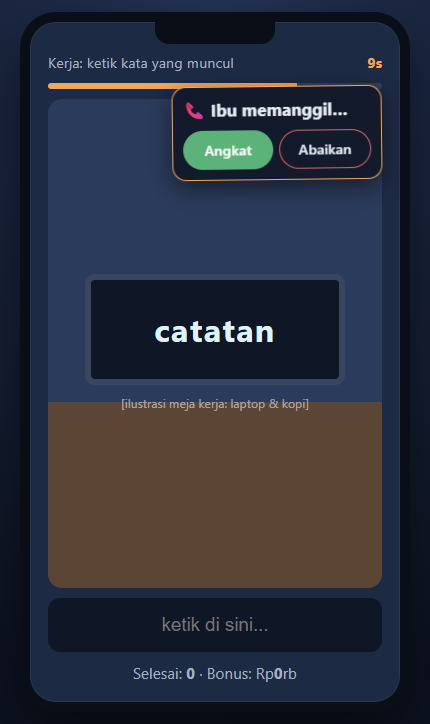 Kerja: ketik kata yang muncul 9s
📞 Ibu memanggil...
Angkat Abaikan
catatan
[ilustrasi meja kerja: laptop & kopi]
ketik di sini...
Selesai: 0 · Bonus: Rp0rb